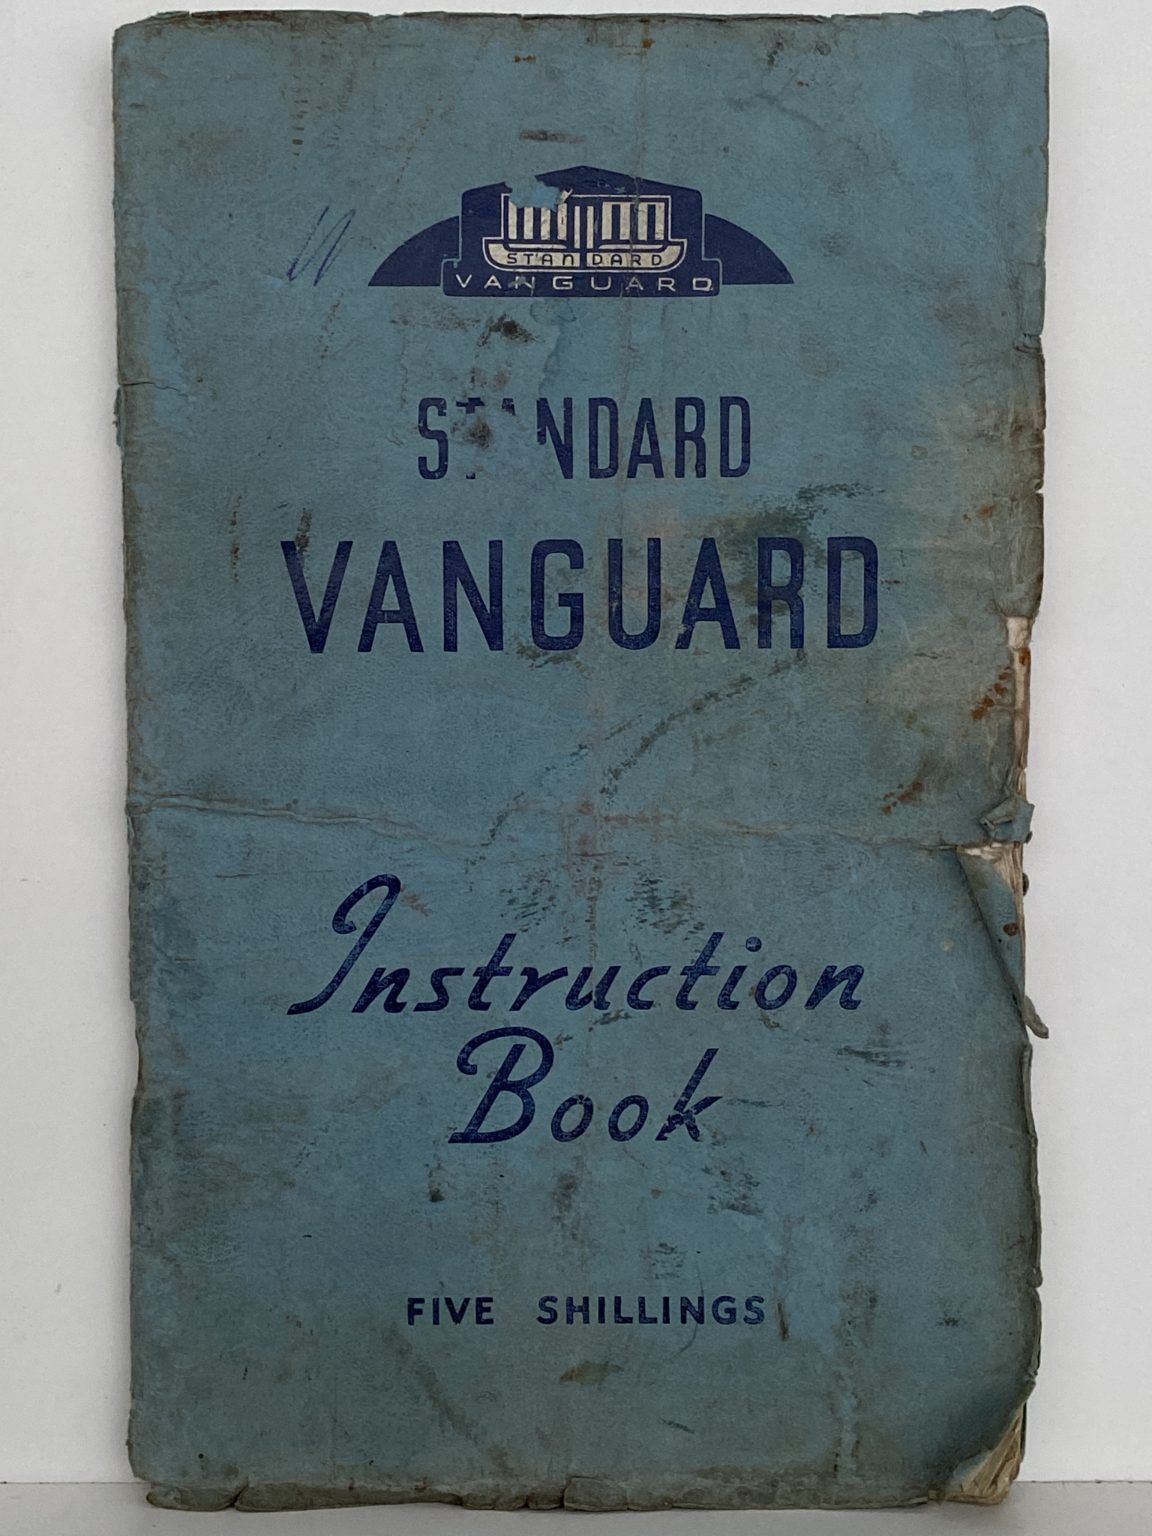 STANDARD
VANGUARD
STANDARD
VANGUARD
Instruction
Book
FIVE SHILLINGS